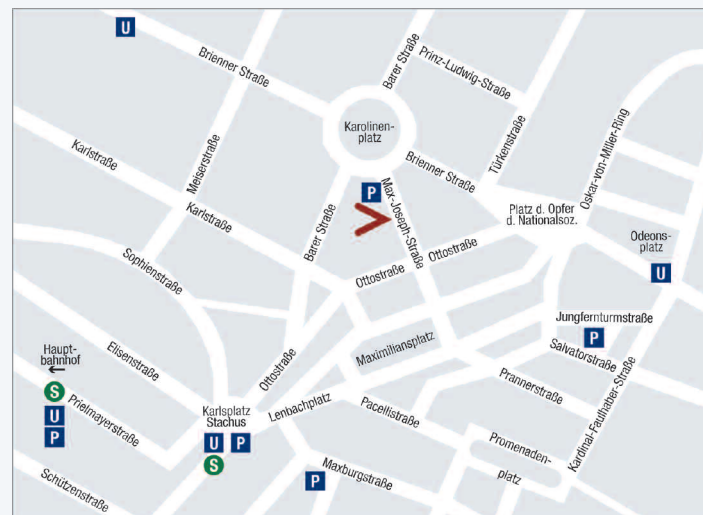 U
Brienner Straße
Barer Straße
Prinz-Ludwig-Straße
Karolinen-
platz
Oskar-von-Miller-Ring
Türkenstraße
Meiserstraße
Karlstraße
Brienner Straße
P
Max-Joseph-Straße
Karlstraße
Barer Straße
Platz d. Opfer
d. Nationalsoz.
Odeons-
platz
U
Sophienstraße
Ottostraße
Ottostraße
Jungfernturmstraße
P
Salvatorstraße
Haupt-
bahnhof
←
S
U
P
Elisenstraße
Prielmayerstraße
Ottostraße
Maximiliansplatz
Prannerstraße
Kardinal-Faulhaber-Straße
Karlsplatz
Stachus
U P
S
Lenbachplatz
Pacellistraße
Promenaden-
platz
Maxburgstraße
P
Schützenstraße